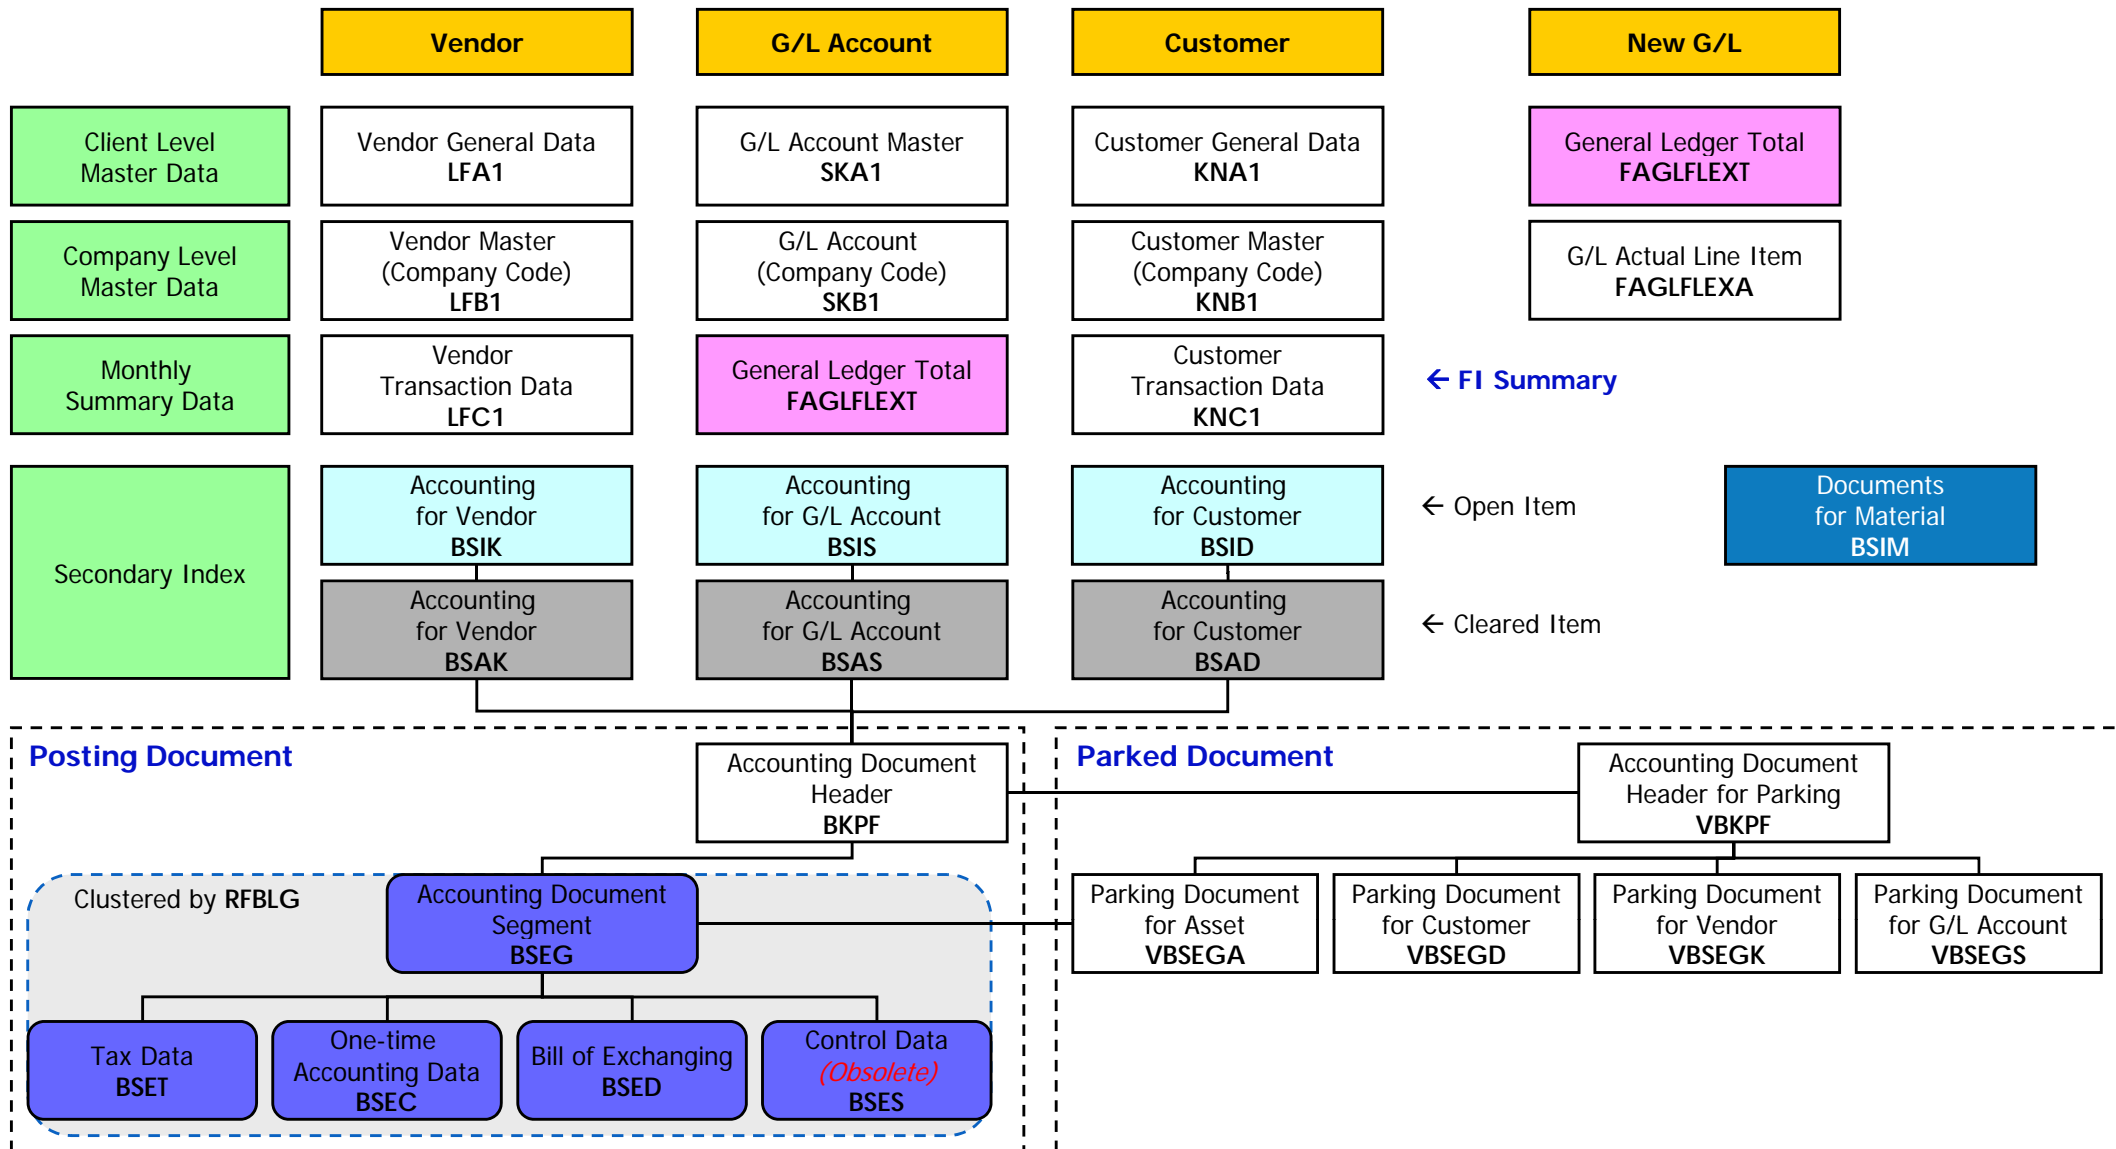 Vendor
G/L Account
Customer
New G/L
Client Level
Master Data
Vendor General Data
LFA1
G/L Account Master
SKA1
Customer General Data
KNA1
General Ledger Total
FAGLFLEXT
Company Level
Master Data
Vendor Master
(Company Code)
LFB1
G/L Account
(Company Code)
SKB1
Customer Master
(Company Code)
KNB1
G/L Actual Line Item
FAGLFLEXA
Monthly
Summary Data
Vendor
Transaction Data
LFC1
General Ledger Total
FAGLFLEXT
Customer
Transaction Data
KNC1
← FI Summary
Secondary Index
Accounting
for Vendor
BSIK
Accounting
for G/L Account
BSIS
Accounting
for Customer
BSID
← Open Item
Documents
for Material
BSIM
Accounting
for Vendor
BSAK
Accounting
for G/L Account
BSAS
Accounting
for Customer
BSAD
← Cleared Item
Posting Document
Accounting Document
Header
BKPF
Parked Document
Accounting Document
Header for Parking
VBKPF
Clustered by RFBLG
Accounting Document
Segment
BSEG
Parking Document
for Asset
VBSEGA
Parking Document
for Customer
VBSEGD
Parking Document
for Vendor
VBSEGK
Parking Document
for G/L Account
VBSEGS
Tax Data
BSET
One-time
Accounting Data
BSEC
Bill of Exchanging
BSED
Control Data
(Obsolete)
BSES